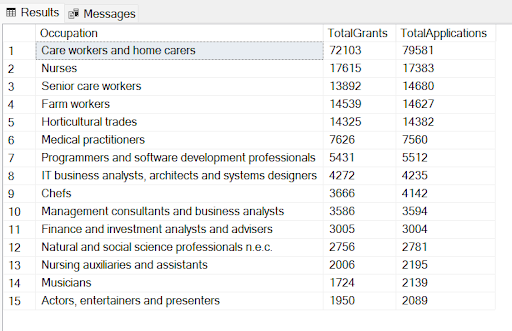 Results Messages
Occupation TotalGrants TotalApplications
1 Care workers and home carers 72103 79581
2 Nurses 17615 17383
3 Senior care workers 13892 14680
4 Farm workers 14539 14627
5 Horticultural trades 14325 14382
6 Medical practitioners 7626 7560
7 Programmers and software development professionals 5431 5512
8 IT business analysts, architects and systems designers 4272 4235
9 Chefs 3666 4142
10 Management consultants and business analysts 3586 3594
11 Finance and investment analysts and advisers 3005 3004
12 Natural and social science professionals n.e.c. 2756 2781
13 Nursing auxiliaries and assistants 2006 2195
14 Musicians 1724 2139
15 Actors, entertainers and presenters 1950 2089